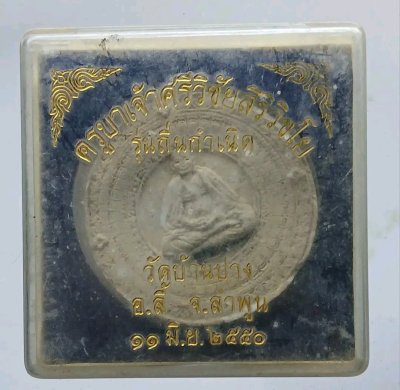 ครูบาเจ้าศรีวิชัยสิริวิชโย
รุ่นถิ่นกำเนิด
วัดบ้านปาง
อ.ลี้ จ.ลำพูน
๑๑ มิ.ย. ๒๕๕๐